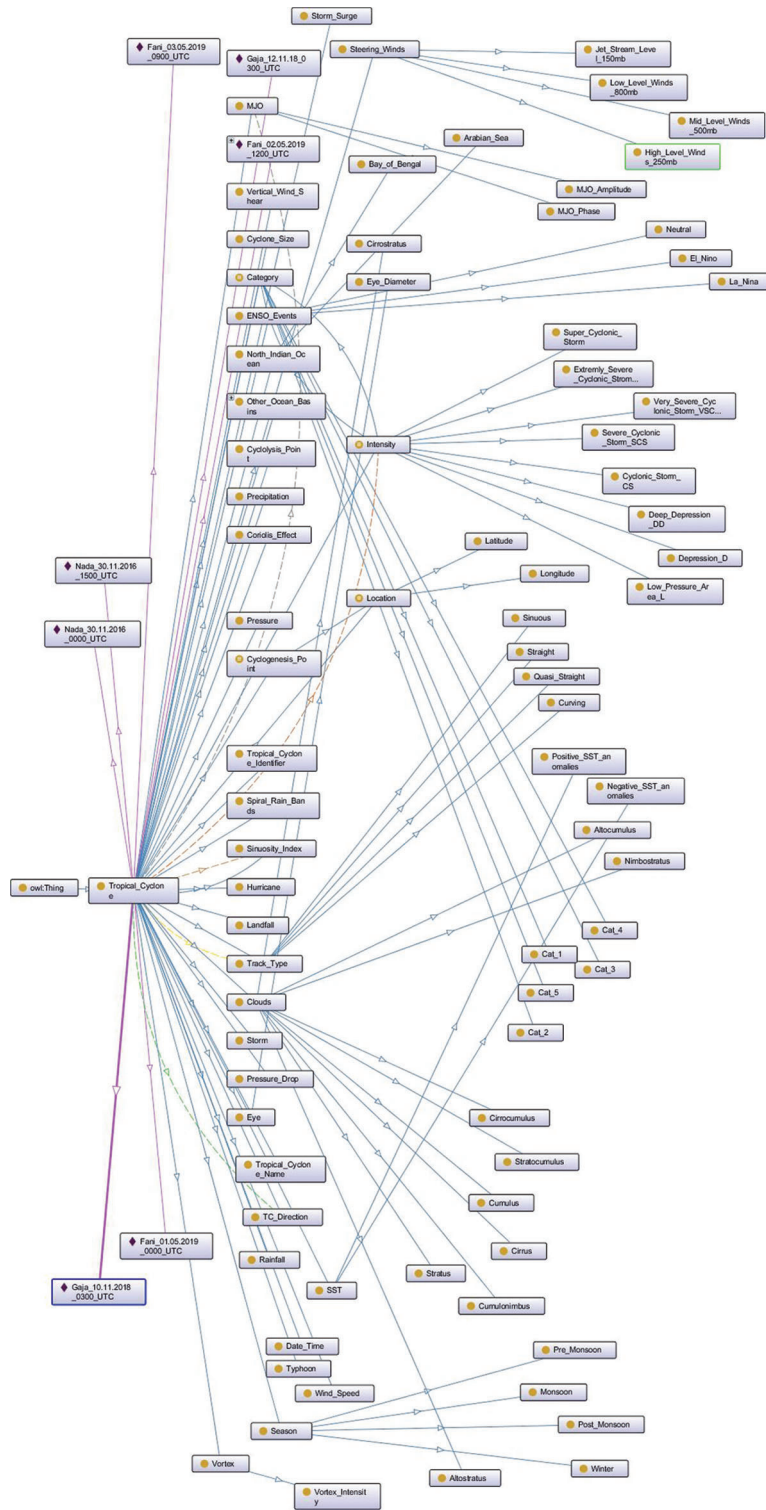 Storm_Surge
Fani_03.05.2019
_0900_UTC
Steering_Winds
Jet_Stream_Leve
l_150mb
Gaja_12.11.18_0
300_UTC
Low_Level_Winds
_800mb
MJO
Mid_Level_Winds
_500mb
Arabian_Sea
Fani_02.05.2019
_1200_UTC
High_Level_Wind
s_250mb
Bay_of_Bengal
Vertical_Wind_S
hear
MJO_Amplitude
MJO_Phase
Cyclone_Size
Cirrostratus
Neutral
Category
Eye_Diameter
El_Nino
La_Nina
ENSO_Events
Super_Cyclonic_
Storm
North_Indian_Oc
ean
Extremly_Severe
_Cyclonic_Strom...
Other_Ocean_Ba
sins
Very_Severe_Cyc
lonic_Storm_VSC...
Severe_Cyclonic
_Storm_SCS
Intensity
Cyclolysis_Poin
t
Cyclonic_Storm_
CS
Precipitation
Deep_Depression
_DD
Coriolis_Effect
Latitude
Depression_D
Nada_30.11.2016
_1500_UTC
Longitude
Low_Pressure_Ar
ea_L
Location
Pressure
Sinuous
Nada_30.11.2016
_0000_UTC
Straight
Cyclogenesis_Po
int
Quasi_Straight
Curving
Tropical_Cyclon
e_Identifier
Positive_SST_an
omalies
Negative_SST_an
omalies
Spiral_Rain_Ban
ds
Altocumulus
Sinuosity_Index
Nimbostratus
owl:Thing
Tropical_Cyclon
e
Hurricane
Landfall
Cat_4
Track_Type
Cat_1
Cat_3
Clouds
Cat_5
Cat_2
Storm
Pressure_Drop
Eye
Cirrocumulus
Tropical_Cyclon
e_Name
Stratocumulus
TC_Direction
Cumulus
Fani_01.05.2019
_0000_UTC
Cirrus
Rainfall
Stratus
Gaja_10.11.2018
_0300_UTC
SST
Cumulonimbus
Date_Time
Pre_Monsoon
Typhoon
Wind_Speed
Monsoon
Season
Post_Monsoon
Vortex
Winter
Altostratus
Vortex_Intensit
y